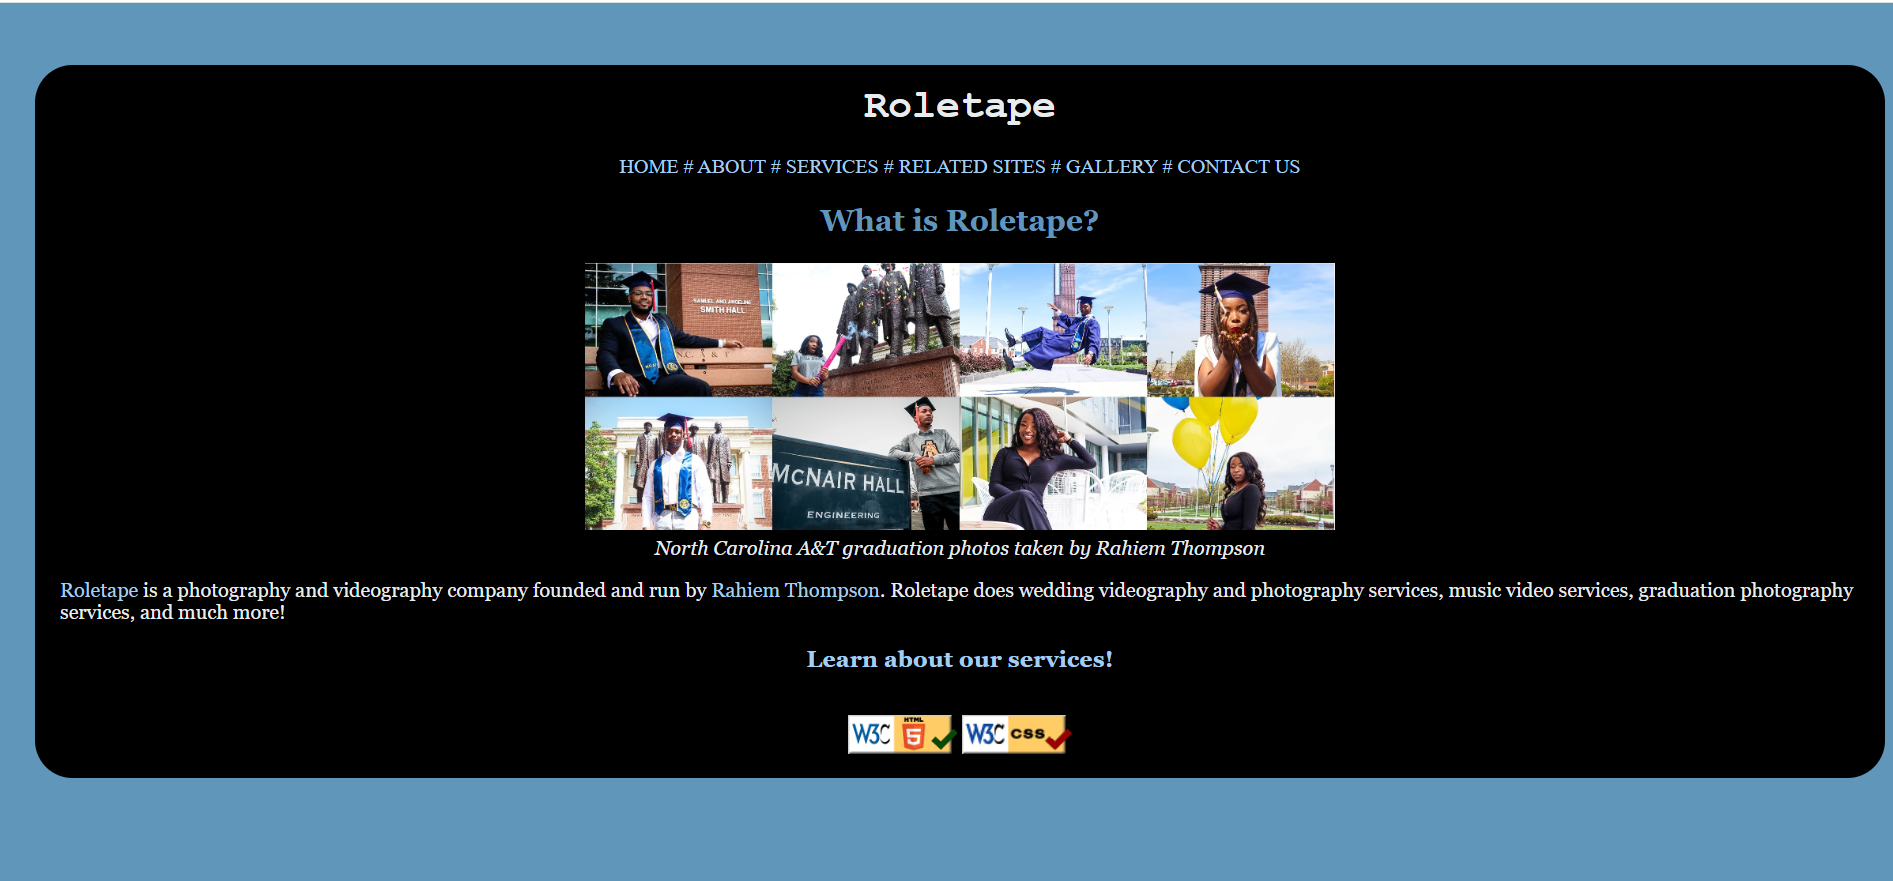 Roletape
HOME # ABOUT # SERVICES # RELATED SITES # GALLERY # CONTACT US
What is Roletape?
SAMUEL AND ANGELINE
SMITH HALL
N.C. A & T
McNAIR HALL
ENGINEERING
North Carolina A&T graduation photos taken by Rahiem Thompson
Roletape is a photography and videography company founded and run by Rahiem Thompson. Roletape does wedding videography and photography services, music video services, graduation photography
services, and much more!
Learn about our services!
W3C HTML 5 W3C CSS